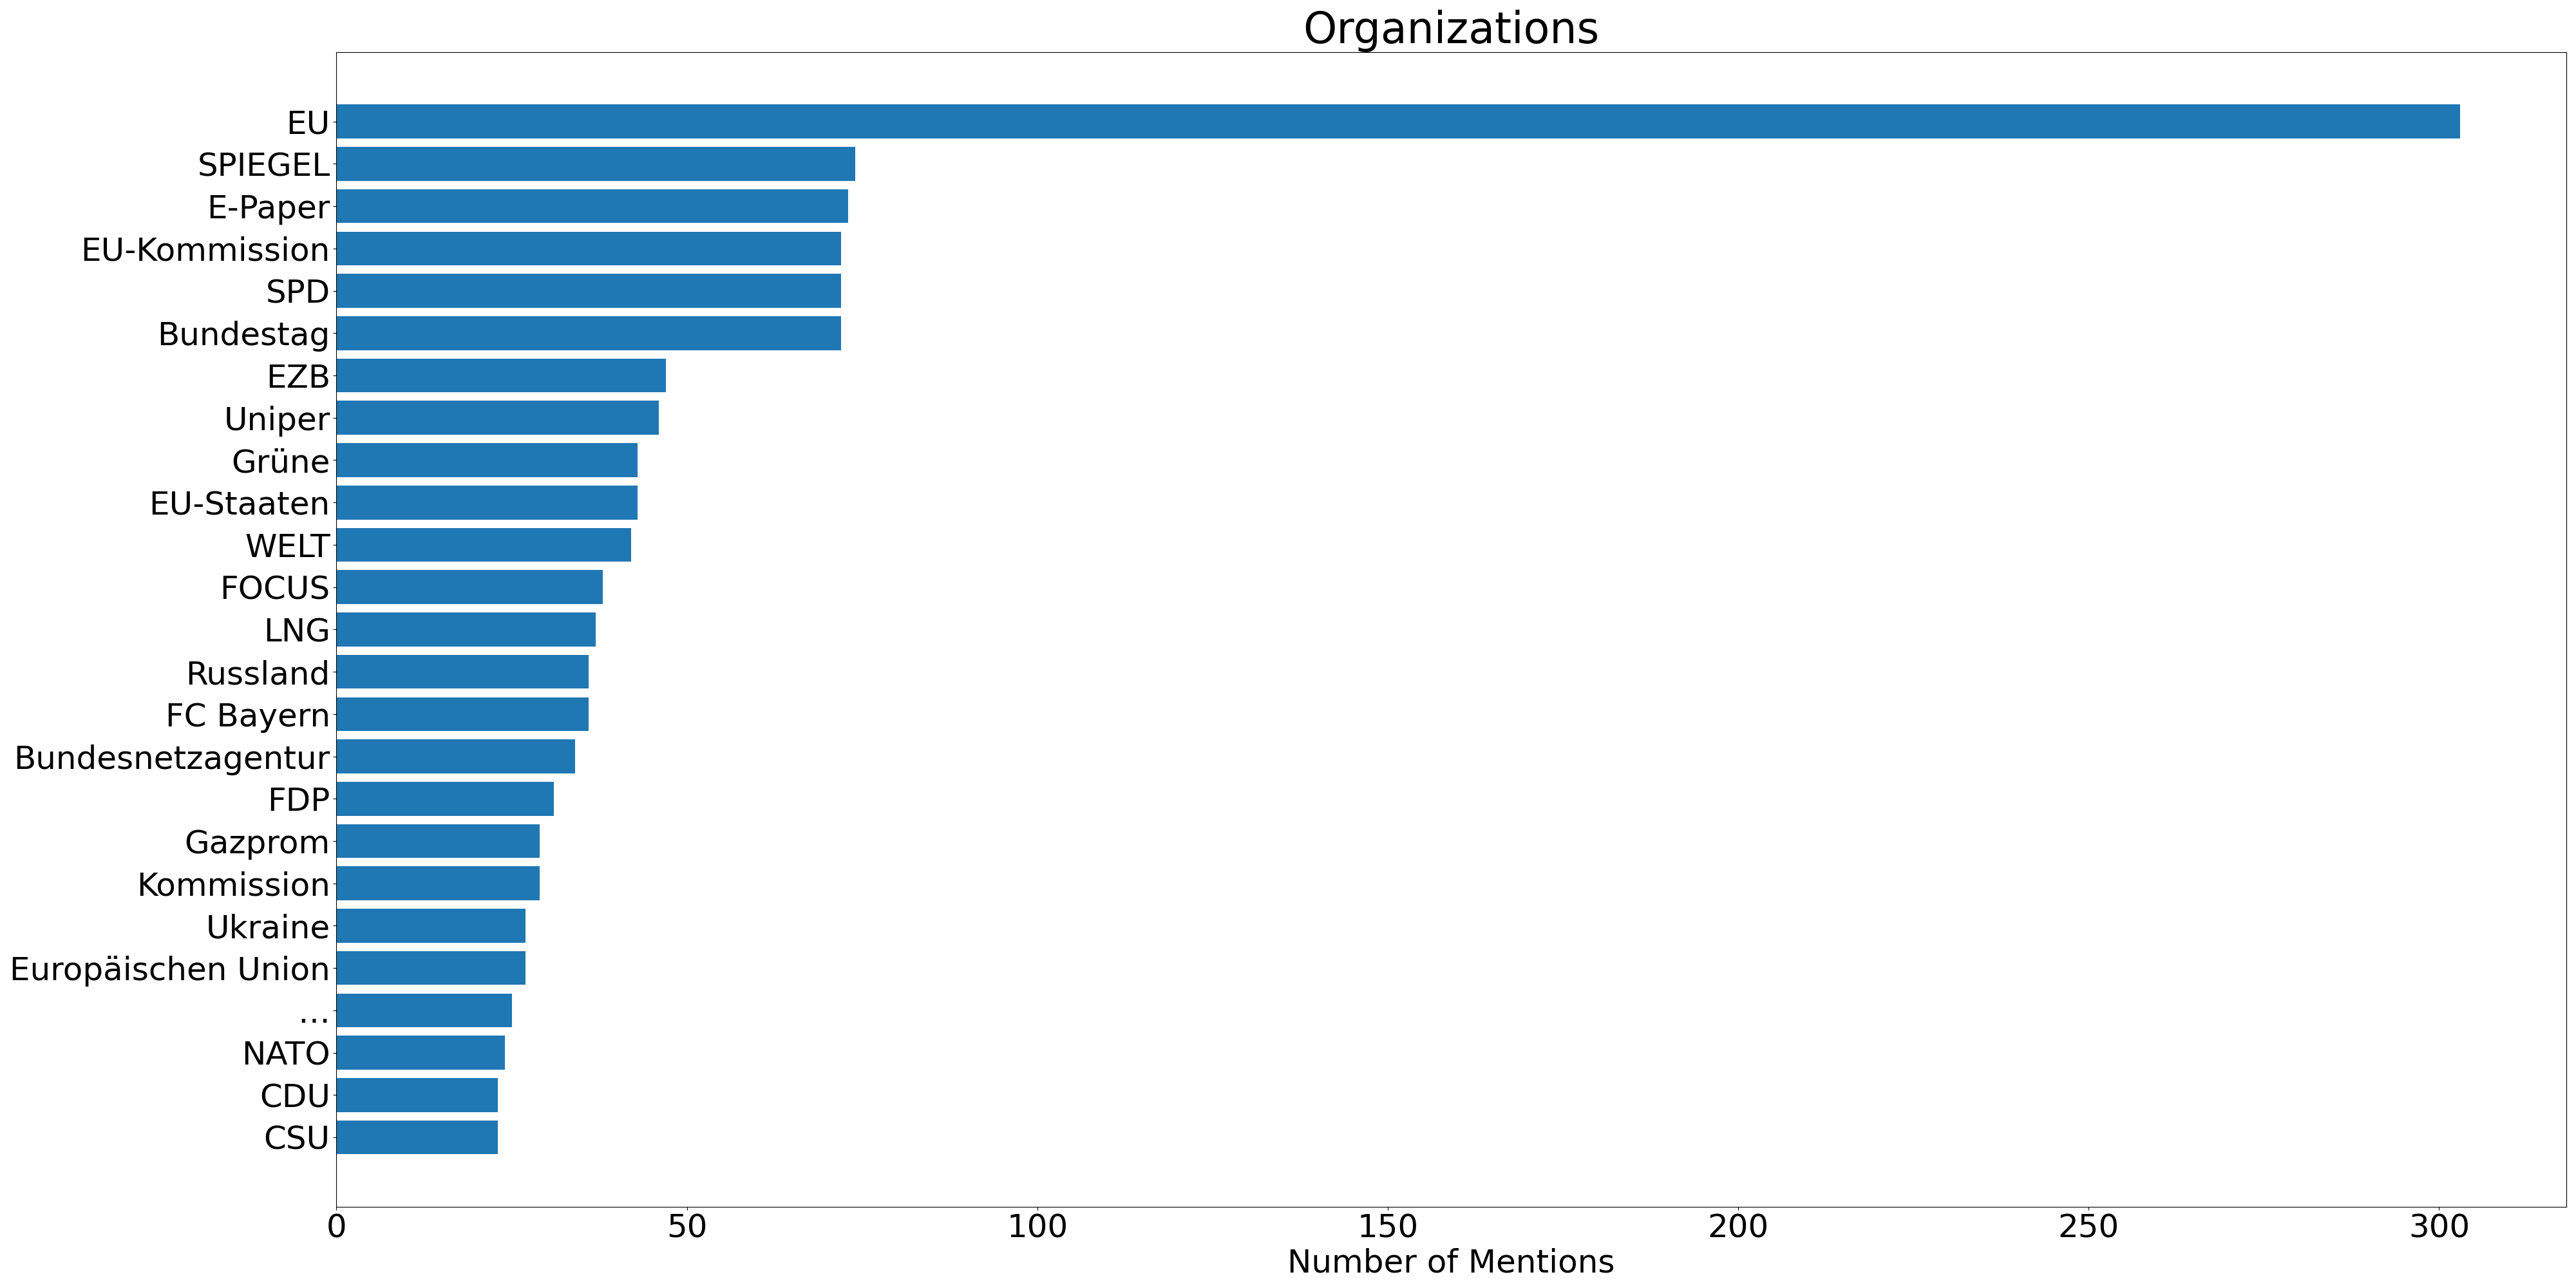 Organizations
EU
SPIEGEL
E-Paper
EU-Kommission
SPD
Bundestag
EZB
Uniper
Grüne
EU-Staaten
WELT
FOCUS
LNG
Russland
FC Bayern
Bundesnetzagentur
FDP
Gazprom
Kommission
Ukraine
Europäischen Union
...
NATO
CDU
CSU
0 50 100 150 200 250 300
Number of Mentions